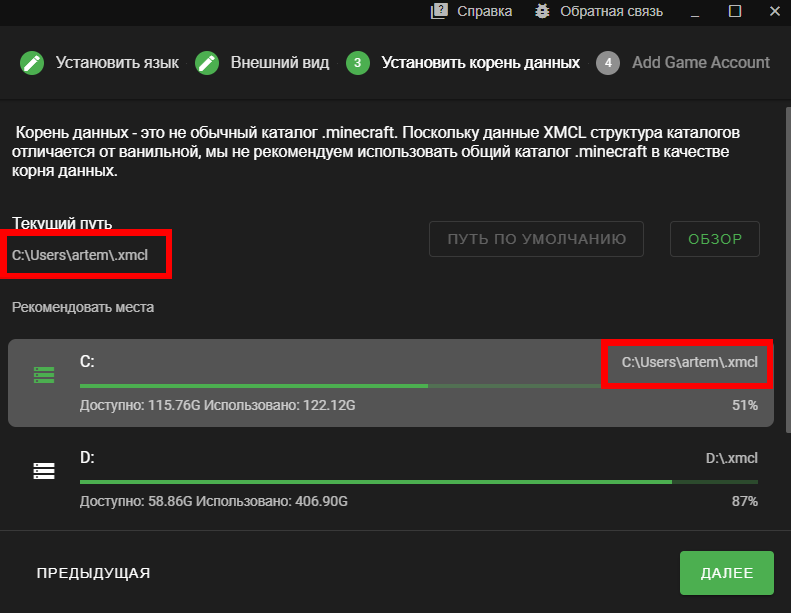 Справка Обратная связь
Установить язык Внешний вид 3 Установить корень данных 4 Add Game Account
Корень данных - это не обычный каталог .minecraft. Поскольку данные XMCL структура каталогов
отличается от ванильной, мы не рекомендуем использовать общий каталог .minecraft в качестве
корня данных.
Текущий путь
C:\Users\artem\.xmcl
ПУТЬ ПО УМОЛЧАНИЮ ОБЗОР
Рекомендовать места
C: C:\Users\artem\.xmcl
Доступно: 115.76G Использовано: 122.12G 51%
D: D:\.xmcl
Доступно: 58.86G Использовано: 406.90G 87%
ПРЕДЫДУЩАЯ ДАЛЕЕ